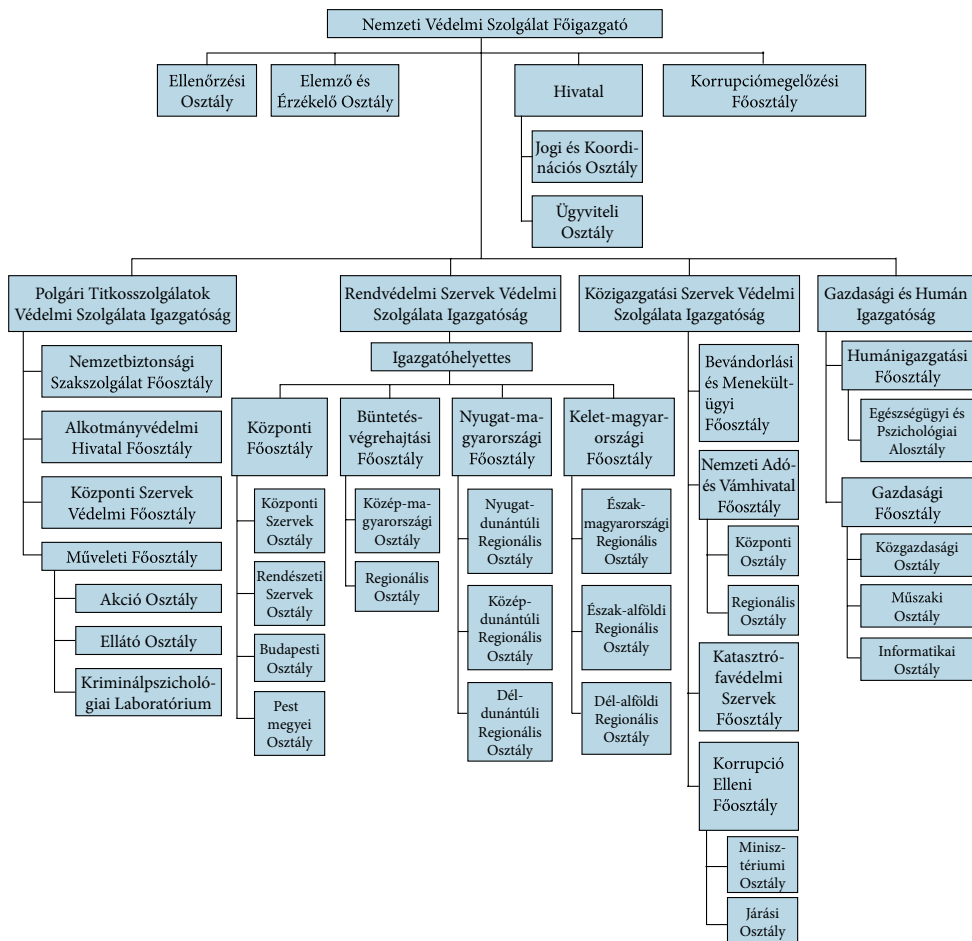 Nemzeti Védelmi Szolgálat Főigazgató
Ellenőrzési
Osztály
Elemző és
Érzékelő Osztály
Hivatal
Korrupciómegelőzési
Főosztály
Jogi és Koordi-
nációs Osztály
Ügyviteli
Osztály
Polgári Titkosszolgálatok
Védelmi Szolgálata Igazgatóság
Nemzetbiztonsági
Szakszolgálat Főosztály
Alkotmányvédelmi
Hivatal Főosztály
Központi Szervek
Védelmi Főosztály
Műveleti Főosztály
Akció Osztály
Ellátó Osztály
Kriminálpszicholó-
giai Laboratórium
Rendvédelmi Szervek Védelmi
Szolgálata Igazgatóság
Igazgatóhelyettes
Központi
Főosztály
Központi
Szervek
Osztály
Rendészeti
Szervek
Osztály
Budapesti
Osztály
Pest
megyei
Osztály
Büntetés-
végrehajtási
Főosztály
Közép-ma-
gyarországi
Osztály
Regionális
Osztály
Nyugat-ma-
gyarországi
Főosztály
Nyugat-
dunántúli
Regionális
Osztály
Közép-
dunántúli
Regionális
Osztály
Dél-
dunántúli
Regionális
Osztály
Kelet-magyar-
országi
Főosztály
Észak-
magyarországi
Regionális
Osztály
Észak-alföldi
Regionális
Osztály
Dél-alföldi
Regionális
Osztály
Közigazgatási Szervek Védelmi
Szolgálata Igazgatóság
Bevándorlási
és Menekült-
ügyi
Főosztály
Nemzeti Adó-
és Vámhivatal
Főosztály
Központi
Osztály
Regionális
Osztály
Katasztró-
favédelmi
Szervek
Főosztály
Korrupció
Elleni
Főosztály
Minisz-
tériumi
Osztály
Járási
Osztály
Gazdasági és Humán
Igazgatóság
Humánigazgatási
Főosztály
Egészségügyi és
Pszichológiai
Alosztály
Gazdasági
Főosztály
Közgazdasági
Osztály
Műszaki
Osztály
Informatikai
Osztály